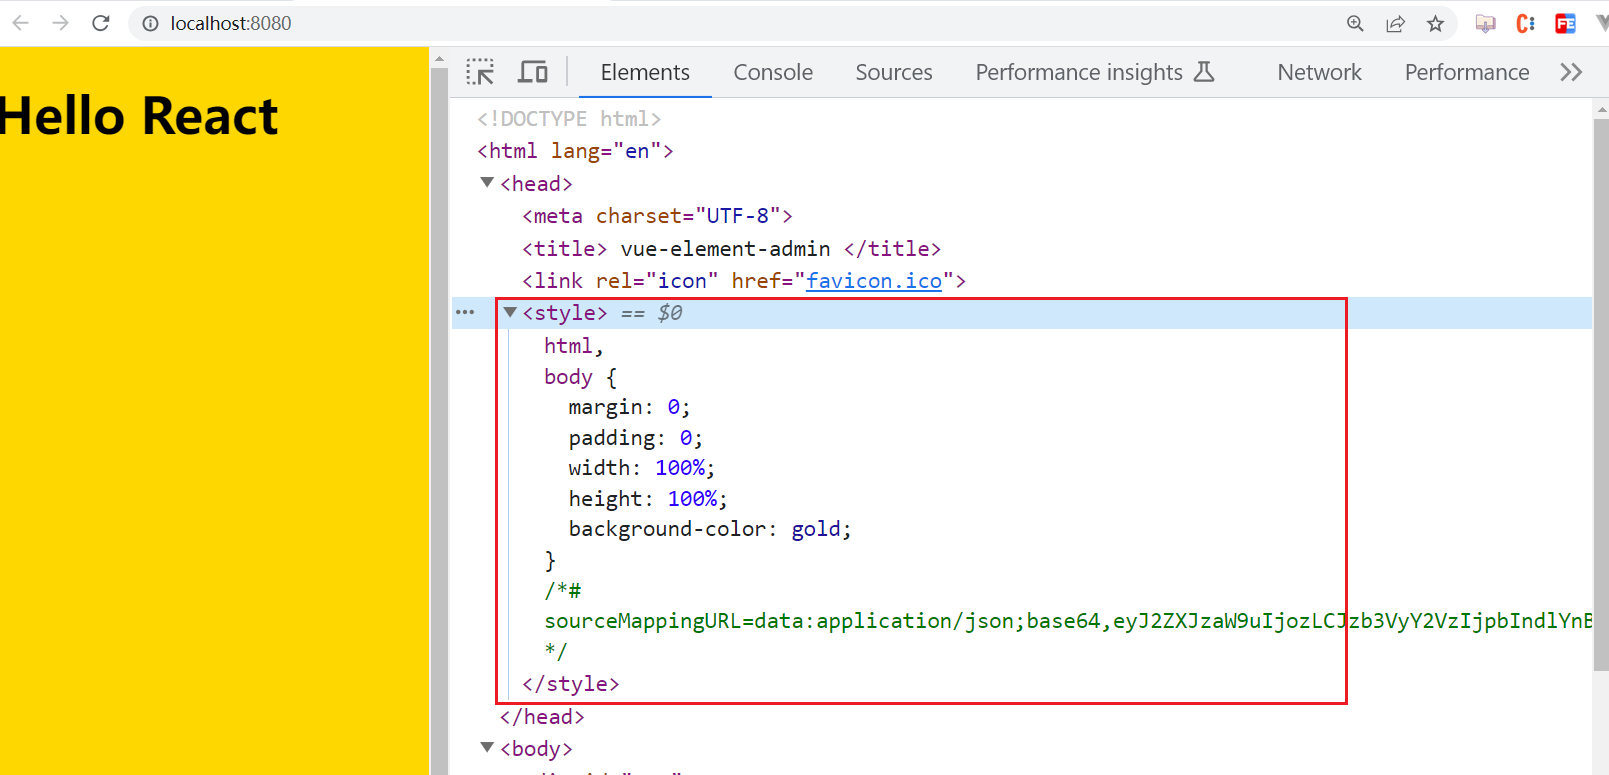 localhost:8080
Hello React
Elements Console Sources Performance insights Network Performance
<!DOCTYPE html>
<html lang="en">
<head>
<meta charset="UTF-8">
<title> vue-element-admin </title>
<link rel="icon" href="favicon.ico">
<style> == $0
html,
body {
margin: 0;
padding: 0;
width: 100%;
height: 100%;
background-color: gold;
}
/*#
sourceMappingURL=data:application/json;base64,eyJ2ZXJzaW9uIjozLCJzb3VyY2VzIjpbIndlYnB
*/
</style>
</head>
<body>